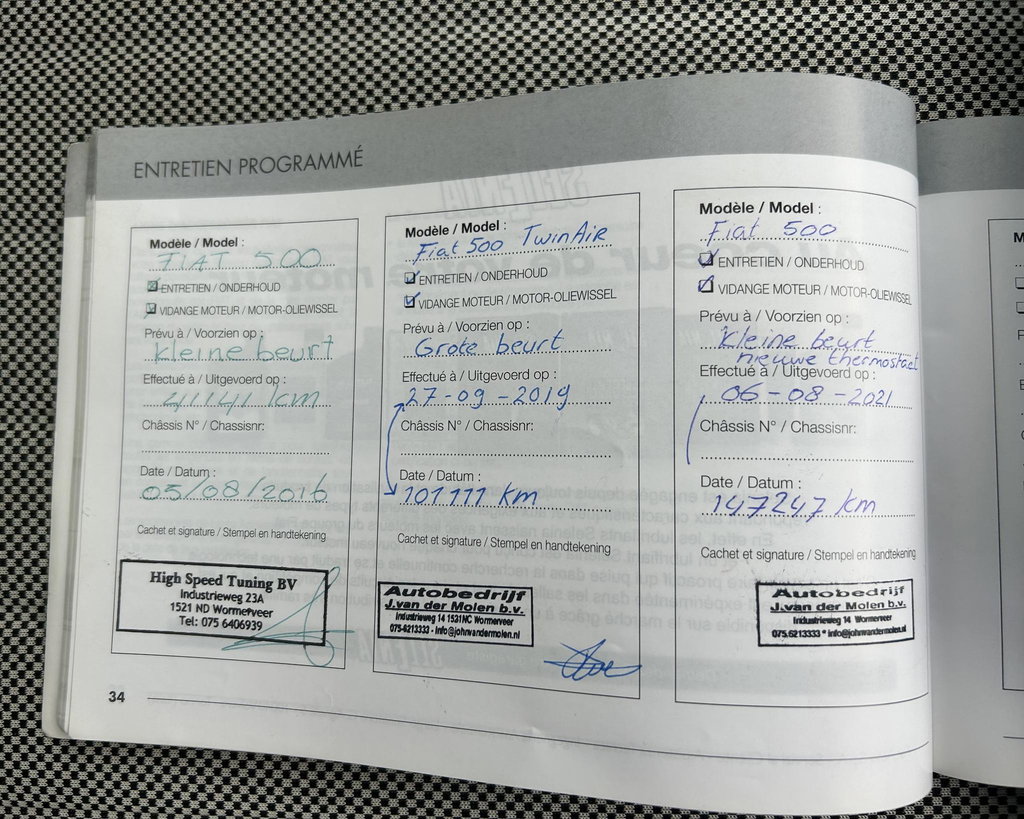 ENTRETIEN PROGRAMMÉ
Modèle / Model :
FIAT 500
ENTRETIEN / ONDERHOUD
VIDANGE MOTEUR / MOTOR-OLIEWISSEL
Prévu à / Voorzien op :
kleine beurt
Effectué à / Uitgevoerd op :
41141 km
Châssis N° / Chassisnr:
Date / Datum :
05/08/2016
Cachet et signature / Stempel en handtekening
High Speed Tuning BV
Industrieweg 23A
1521 ND Wormerveer
Tel: 075 6406939
Modèle / Model :
Fiat 500 TwinAir
ENTRETIEN / ONDERHOUD
VIDANGE MOTEUR / MOTOR-OLIEWISSEL
Prévu à / Voorzien op :
Grote beurt
Effectué à / Uitgevoerd op :
27-09-2019
Châssis N° / Chassisnr:
Date / Datum :
101111 km
Cachet et signature / Stempel en handtekening
Autobedrijf
J.van der Molen b.v.
Industrieweg 14 1531NC Wormerveer
075-6213333 - info@johnvandermolen.nl
Modèle / Model :
Fiat 500
ENTRETIEN / ONDERHOUD
VIDANGE MOTEUR / MOTOR-OLIEWISSEL
Prévu à / Voorzien op :
Kleine beurt
nieuwe thermostaat
Effectué à / Uitgevoerd op :
06-08-2021
Châssis N° / Chassisnr:
Date / Datum :
147247 km
Cachet et signature / Stempel en handtekening
Autobedrijf
J.van der Molen b.v.
Industrieweg 14 Wormerveer
075.6213333 * info@johnvandermolen.nl
34